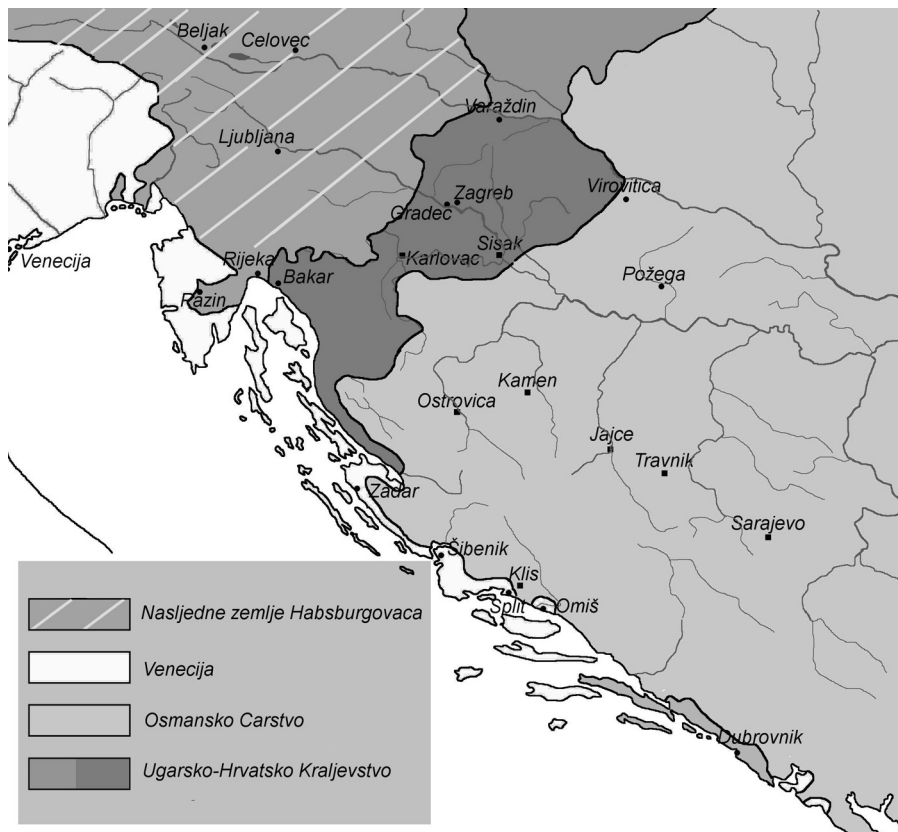 Beljak
Celovec
Varaždin
Ljubljana
Virovitica
Zagreb
Gradec
Sisak
Karlovac
Venecija
Rijeka
Bakar
Požega
Pazin
Kamen
Ostrovica
Jajce
Travnik
Zadar
Sarajevo
Šibenik
Klis
Split
Omiš
Dubrovnik
Nasljedne zemlje Habsburgovaca
Venecija
Osmansko Carstvo
Ugarsko-Hrvatsko Kraljevstvo